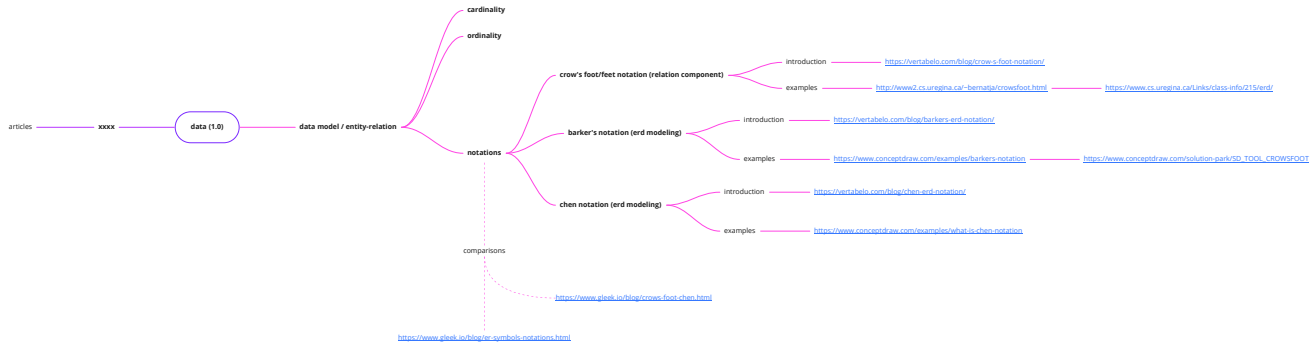 cardinality
ordinality
crow's foot/feet notation (relation component)
introduction
https://vertabelo.com/blog/crow-s-foot-notation/
examples
http://www2.cs.uregina.ca/~bernatja/crowsfoot.html
https://www.cs.uregina.ca/Links/class-info/215/erd/
articles
xxxx
data (1.0)
data model / entity-relation
notations
barker's notation (erd modeling)
introduction
https://vertabelo.com/blog/barkers-erd-notation/
examples
https://www.conceptdraw.com/examples/barkers-notation
https://www.conceptdraw.com/solution-park/SD_TOOL_CROWSFOOT
chen notation (erd modeling)
introduction
https://vertabelo.com/blog/chen-erd-notation/
examples
https://www.conceptdraw.com/examples/what-is-chen-notation
comparisons
https://www.gleek.io/blog/crows-foot-chen.html
https://www.gleek.io/blog/er-symbols-notations.html